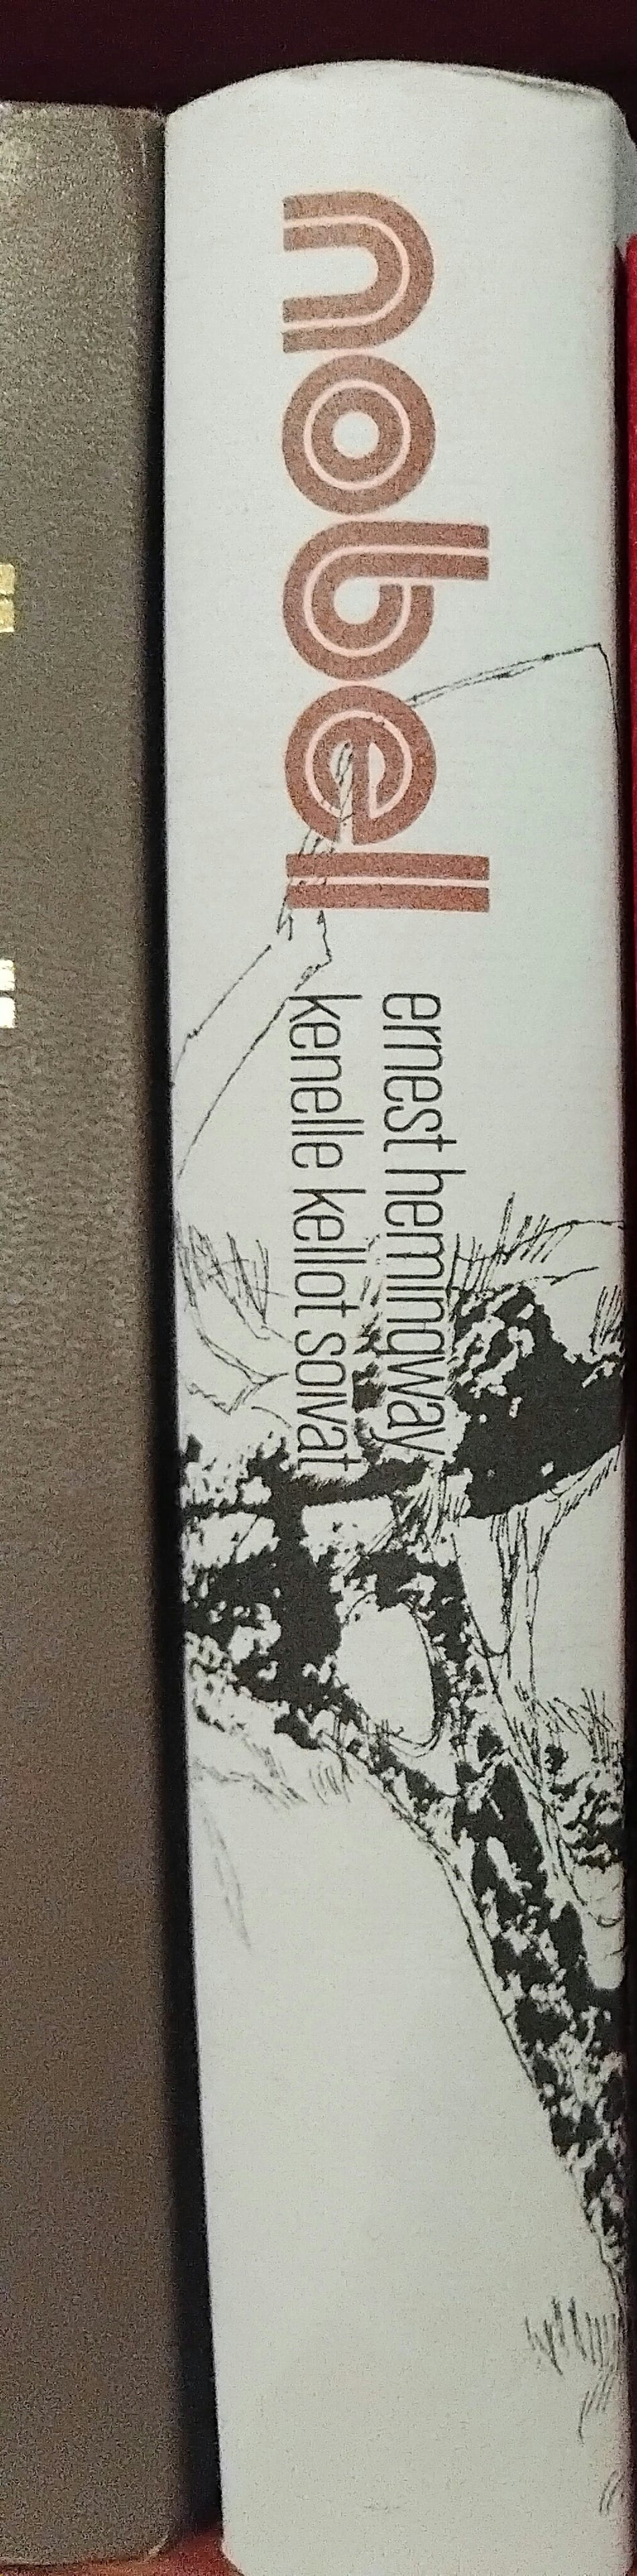 nobel
ernest hemingway
kenelle kellot soivat